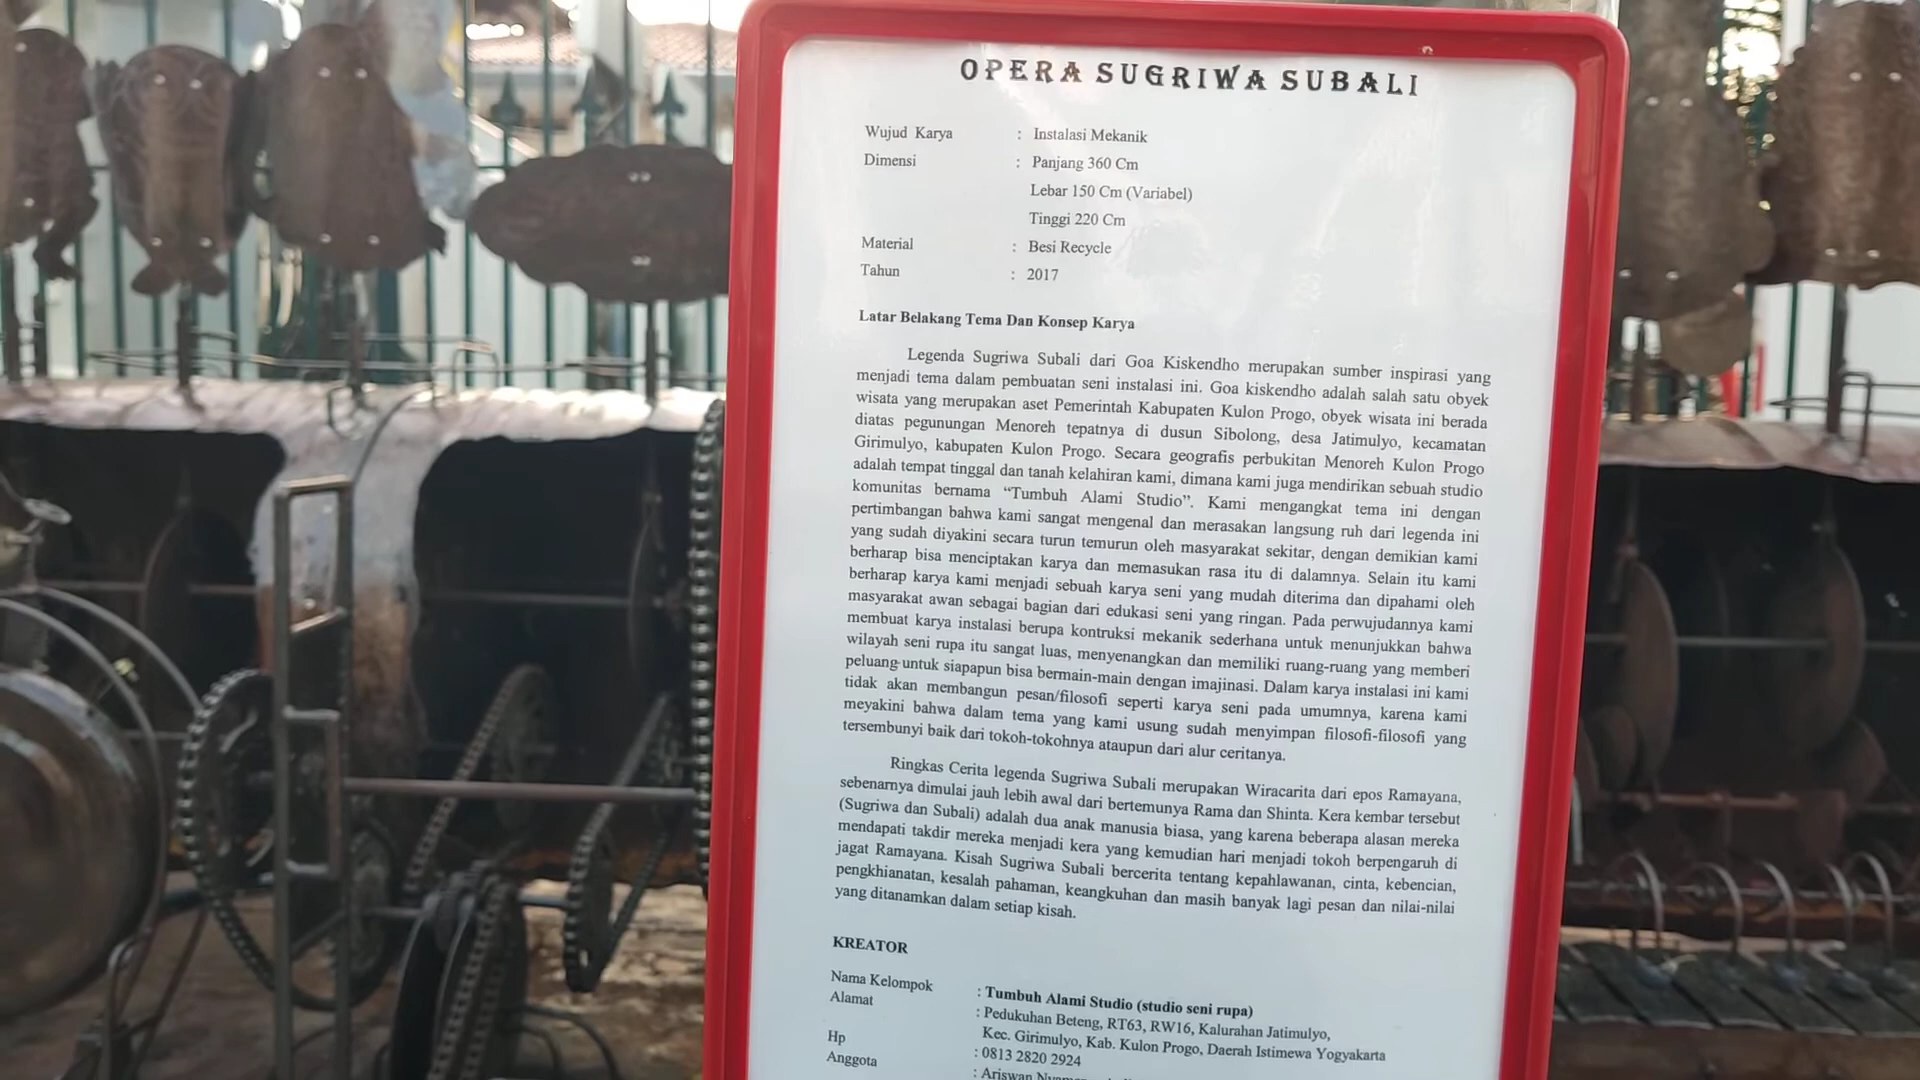 OPERA SUGRIWA SUBALI
Wujud Karya : Instalasi Mekanik
Dimensi : Panjang 360 Cm
Lebar 150 Cm (Variabel)
Tinggi 220 Cm
Material : Besi Recycle
Tahun : 2017
Latar Belakang Tema Dan Konsep Karya
Legenda Sugriwa Subali dari Goa Kiskendho merupakan sumber inspirasi yang
menjadi tema dalam pembuatan seni instalasi ini. Goa kiskendho adalah salah satu obyek
wisata yang merupakan aset Pemerintah Kabupaten Kulon Progo, obyek wisata ini berada
diatas pegunungan Menoreh tepatnya di dusun Sibolong, desa Jatimulyo, kecamatan
Girimulyo, kabupaten Kulon Progo. Secara geografis perbukitan Menoreh Kulon Progo
adalah tempat tinggal dan tanah kelahiran kami, dimana kami juga mendirikan sebuah studio
komunitas bernama “Tumbuh Alami Studio”. Kami mengangkat tema ini dengan
pertimbangan bahwa kami sangat mengenal dan merasakan langsung ruh dari legenda ini
yang sudah diyakini secara turun temurun oleh masyarakat sekitar, dengan demikian kami
berharap bisa menciptakan karya dan memasukan rasa itu di dalamnya. Selain itu kami
berharap karya kami menjadi sebuah karya seni yang mudah diterima dan dipahami oleh
masyarakat awan sebagai bagian dari edukasi seni yang ringan. Pada perwujudannya kami
membuat karya instalasi berupa kontruksi mekanik sederhana untuk menunjukkan bahwa
wilayah seni rupa itu sangat luas, menyenangkan dan memiliki ruang-ruang yang memberi
peluang untuk siapapun bisa bermain-main dengan imajinasi. Dalam karya instalasi ini kami
tidak akan membangun pesan/filosofi seperti karya seni pada umumnya, karena kami
meyakini bahwa dalam tema yang kami usung sudah menyimpan filosofi-filosofi yang
tersembunyi baik dari tokoh-tokohnya ataupun dari alur ceritanya.
Ringkas Cerita legenda Sugriwa Subali merupakan Wiracarita dari epos Ramayana,
sebenarnya dimulai jauh lebih awal dari bertemunya Rama dan Shinta. Kera kembar tersebut
(Sugriwa dan Subali) adalah dua anak manusia biasa, yang karena beberapa alasan mereka
mendapati takdir mereka menjadi kera yang kemudian hari menjadi tokoh berpengaruh di
jagat Ramayana. Kisah Sugriwa Subali bercerita tentang kepahlawanan, cinta, kebencian,
pengkhianatan, kesalah pahaman, keangkuhan dan masih banyak lagi pesan dan nilai-nilai
yang ditanamkan dalam setiap kisah.
KREATOR
Nama Kelompok : Tumbuh Alami Studio (studio seni rupa)
Alamat : Pedukuhan Beteng, RT63, RW16, Kalurahan Jatimulyo,
Kec. Girimulyo, Kab. Kulon Progo, Daerah Istimewa Yogyakarta
Hp : 0813 2820 2924
Anggota : Ariswan